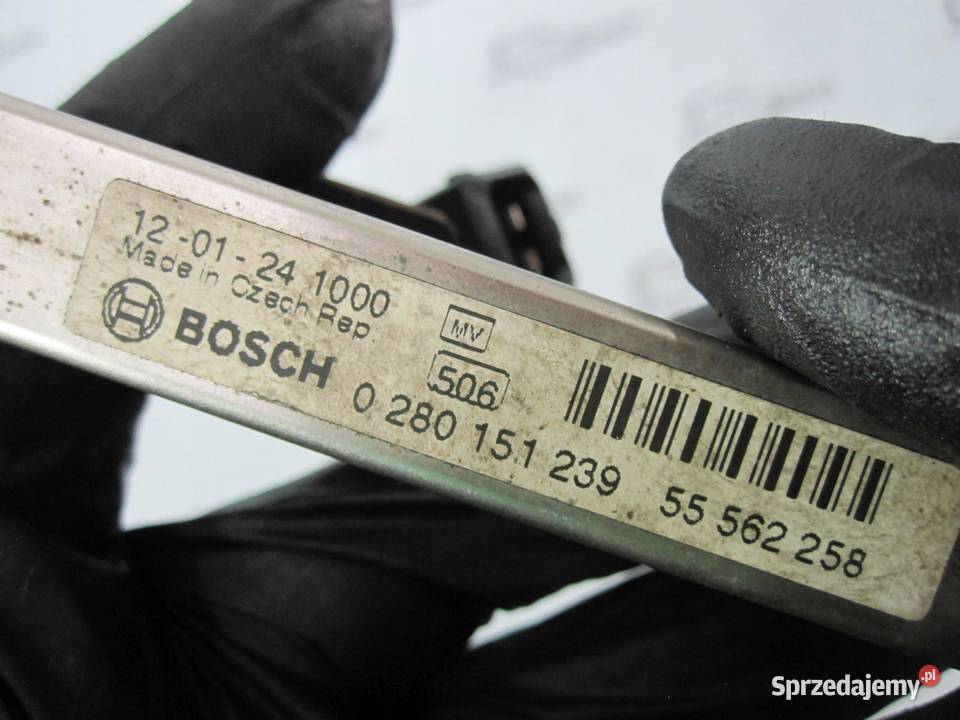 12-01-24 1000
Made in Czech.Rep.
BOSCH
MV
506
0 280 151 239
55 562 258
Sprzedajemy.pl